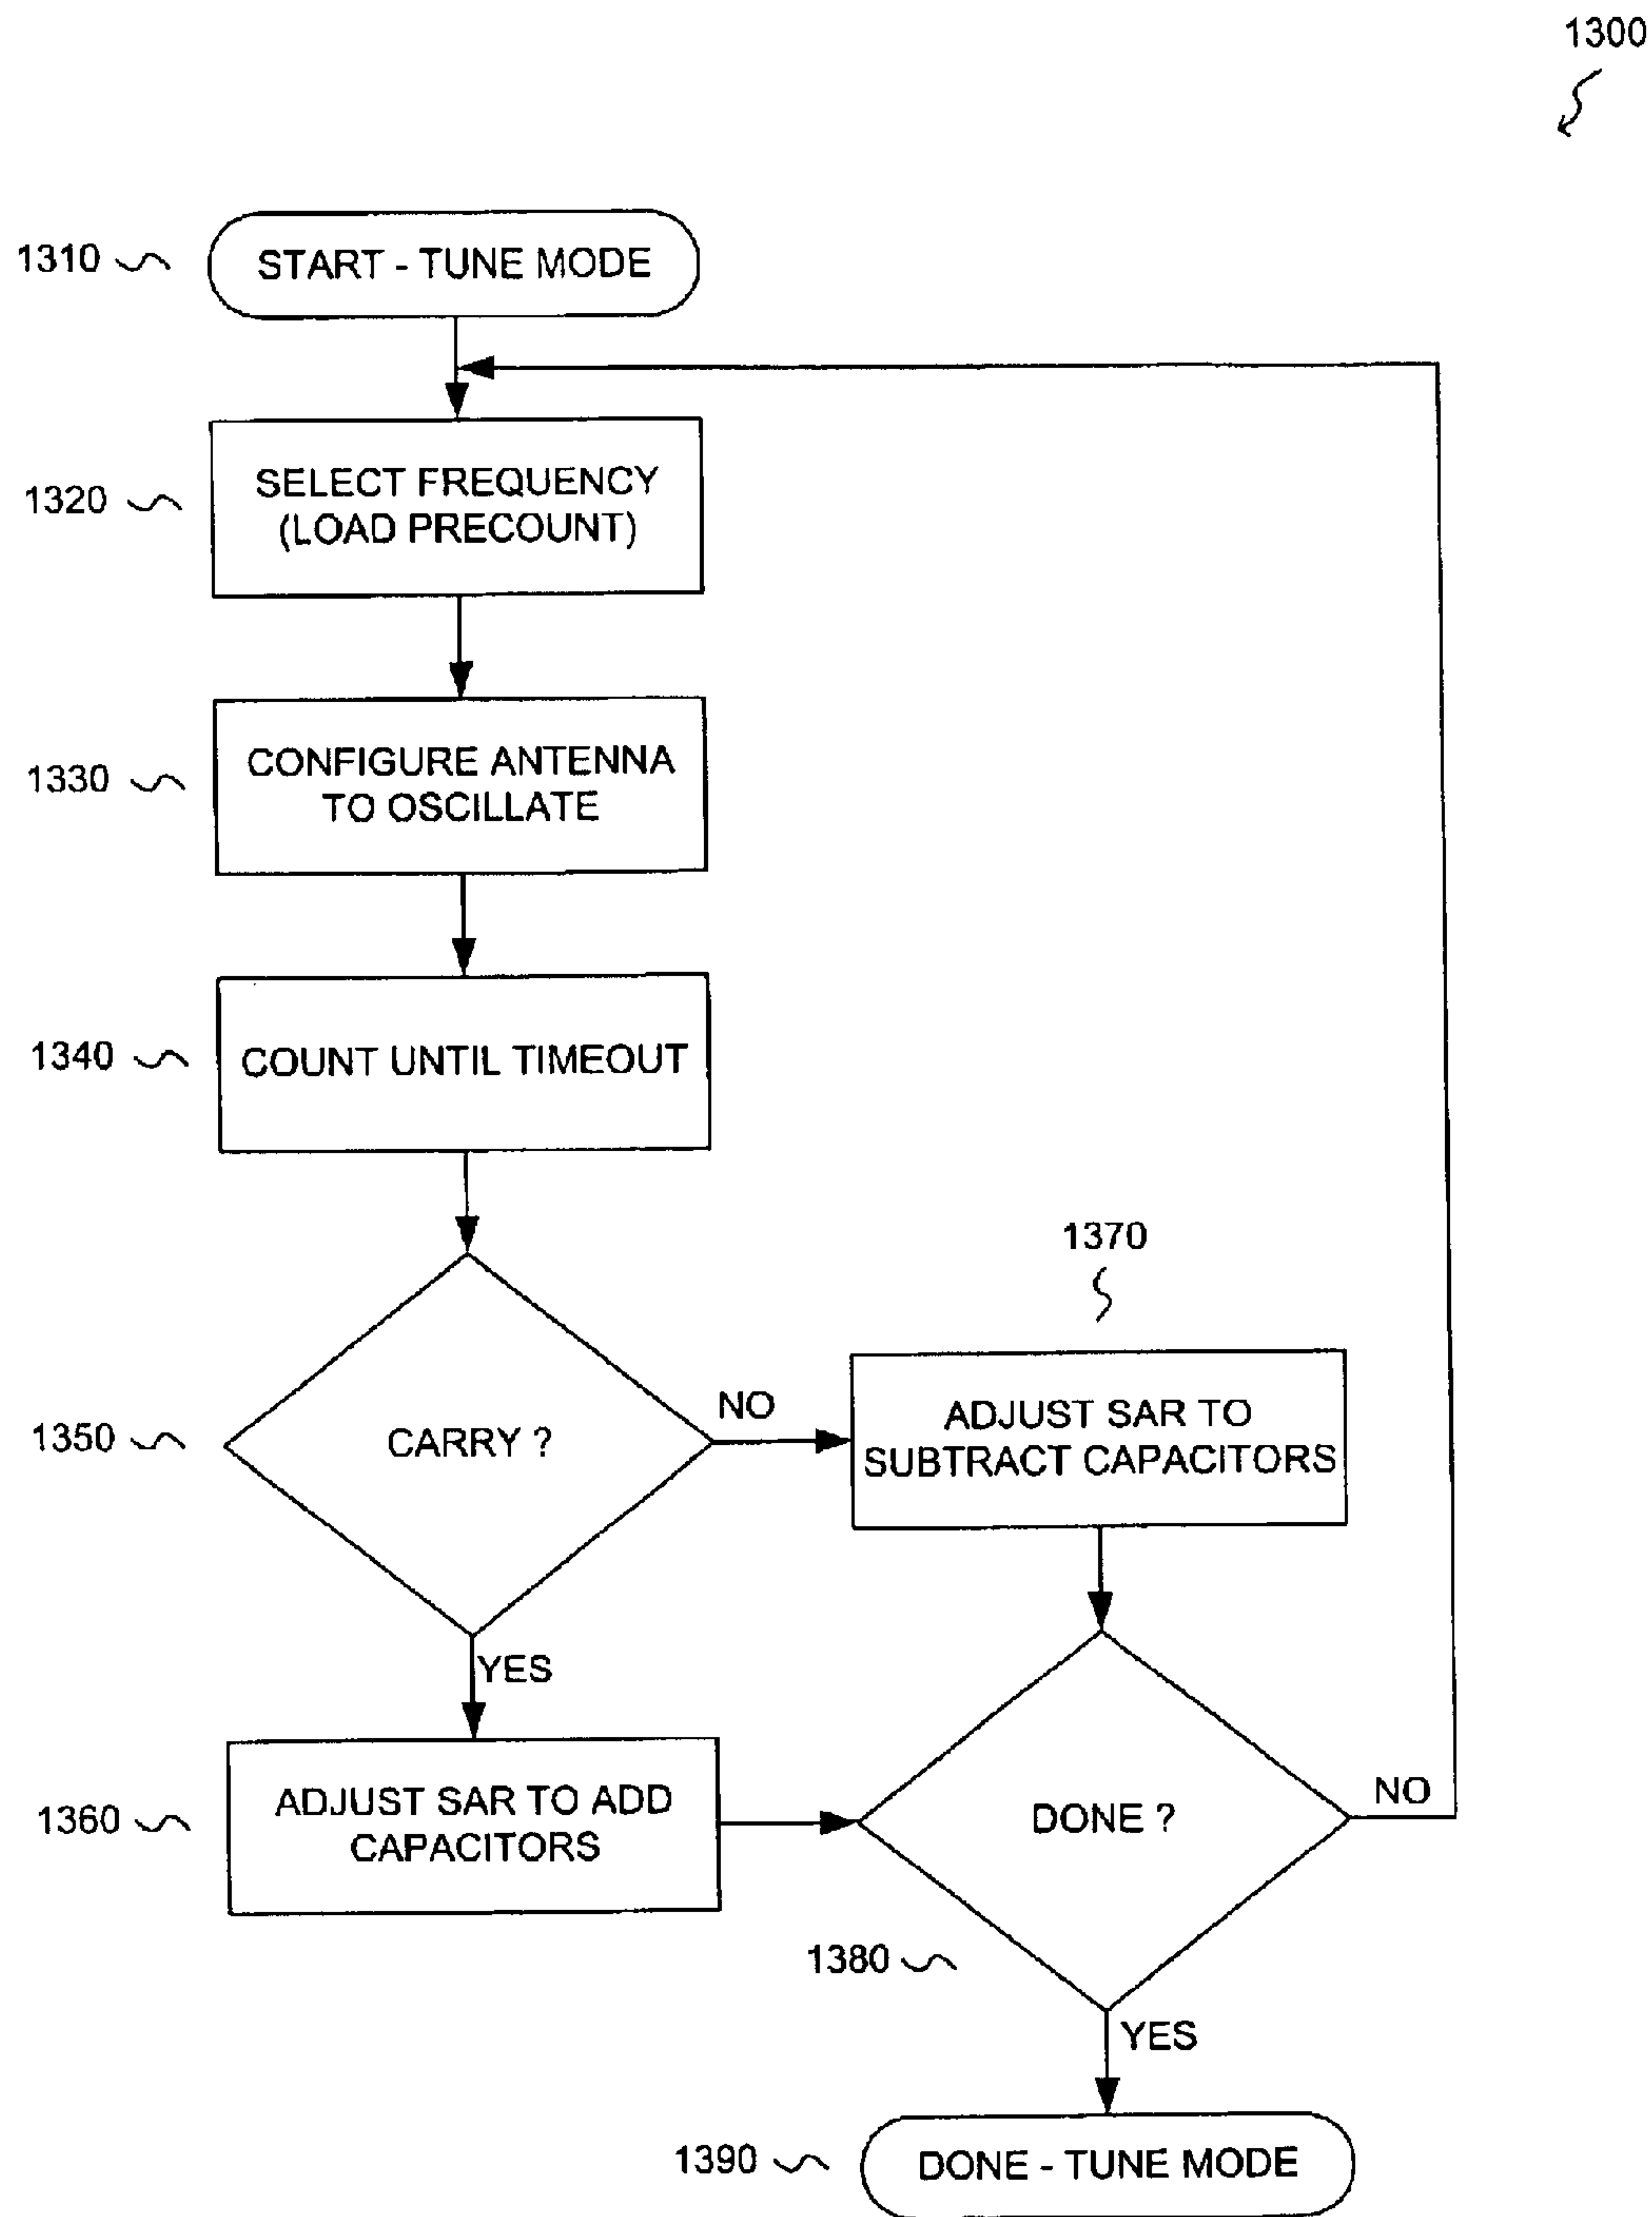 1300
1310
START - TUNE MODE
1320
SELECT FREQUENCY
(LOAD PRECOUNT)
1330
CONFIGURE ANTENNA
TO OSCILLATE
1340
COUNT UNTIL TIMEOUT
1350
CARRY ?
NO
1370
ADJUST SAR TO
SUBTRACT CAPACITORS
YES
1360
ADJUST SAR TO ADD
CAPACITORS
DONE ?
NO
1380
YES
1390
DONE - TUNE MODE